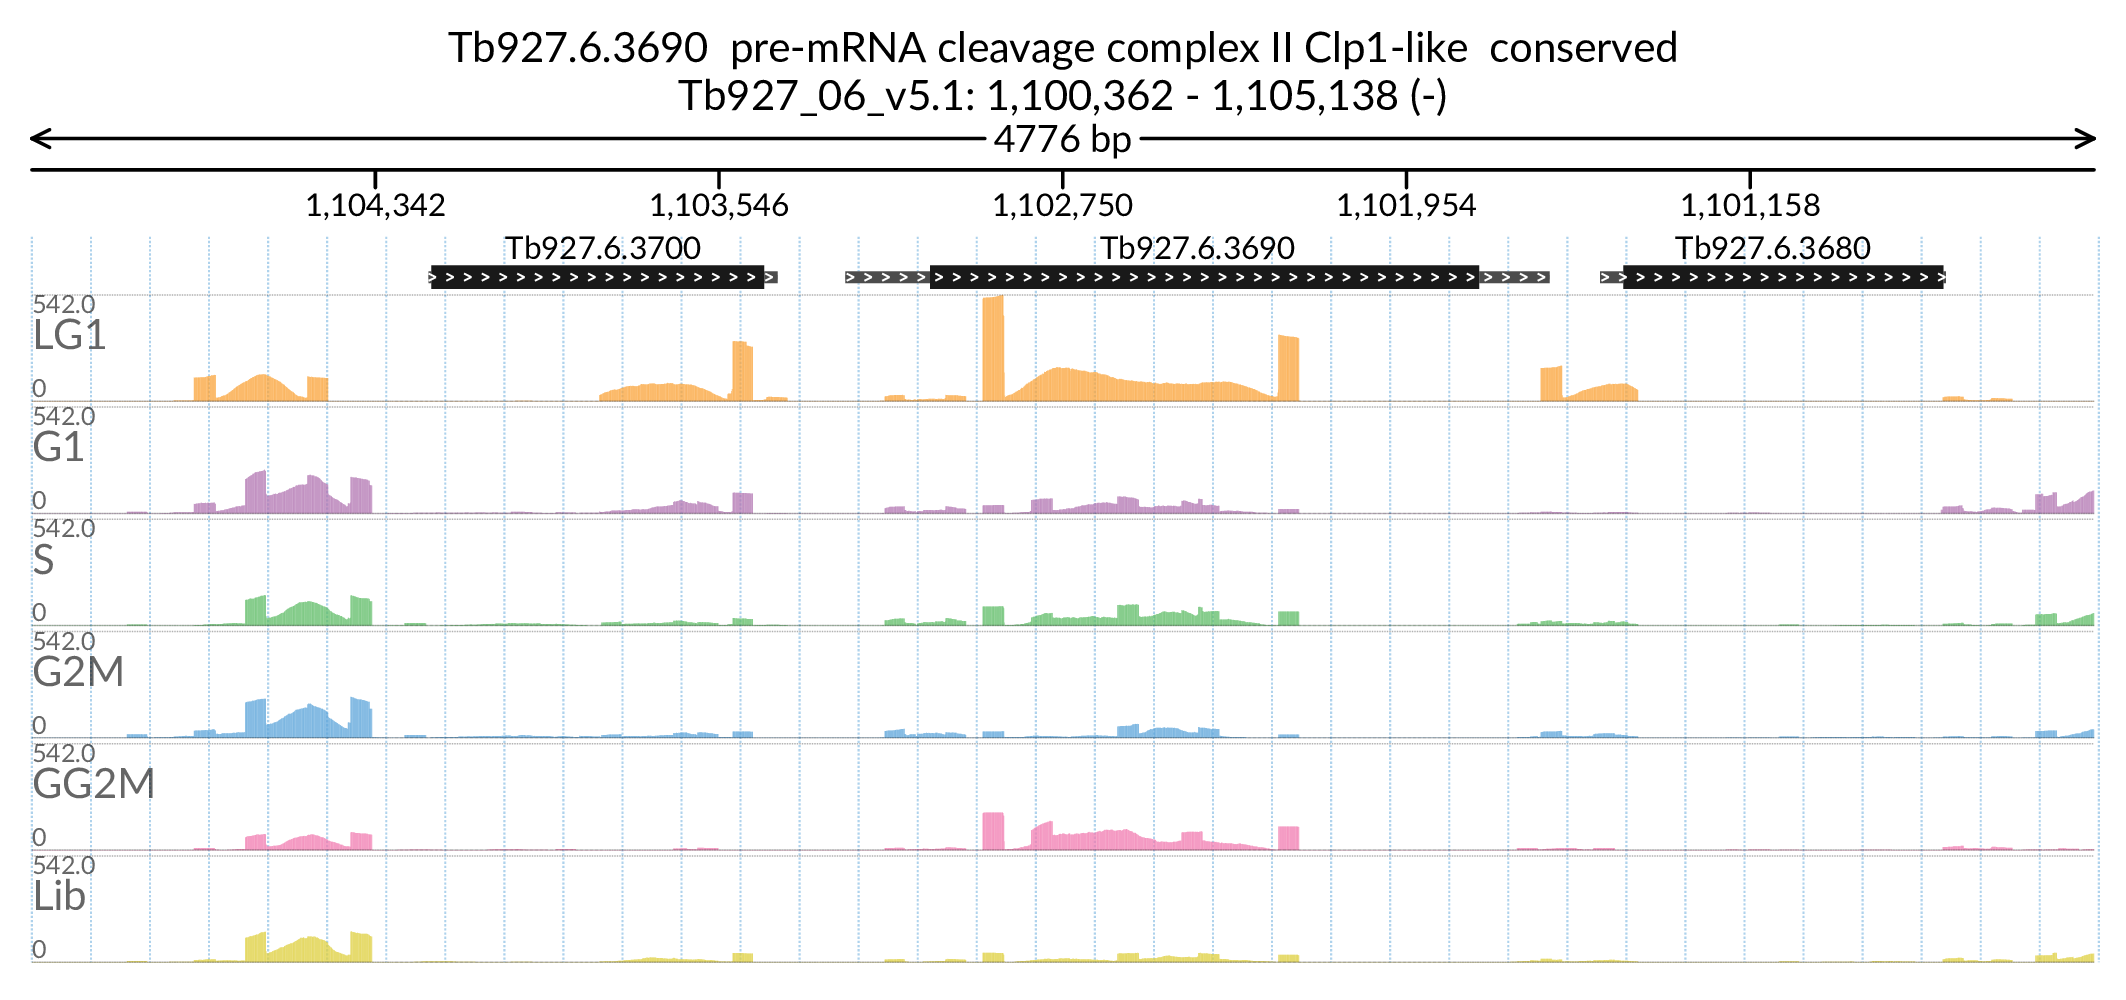 Tb927.6.3690  pre-mRNA cleavage complex II Clp1-like  conserved
Tb927_06_v5.1: 1,100,362 - 1,105,138 (-)
4776 bp
1,104,342 1,103,546 1,102,750 1,101,954 1,101,158
Tb927.6.3700 Tb927.6.3690 Tb927.6.3680
542.0
LG1
0
542.0
G1
0
542.0
S
0
542.0
G2M
0
542.0
GG2M
0
542.0
Lib
0